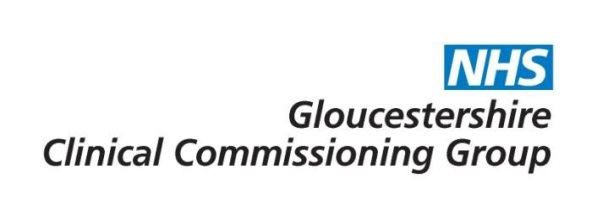 NHS
Gloucestershire
Clinical Commissioning Group